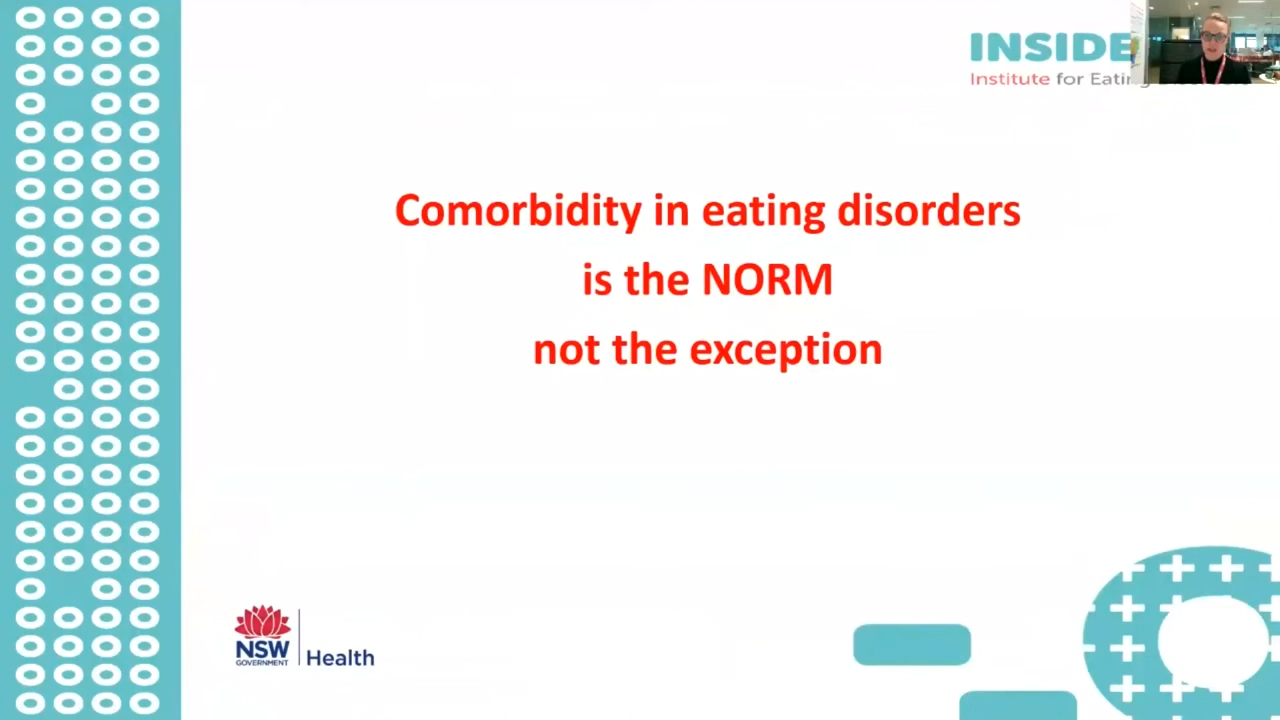 INSIDE
Institute for Eating
Comorbidity in eating disorders
is the NORM
not the exception
NSW
GOVERNMENT
Health